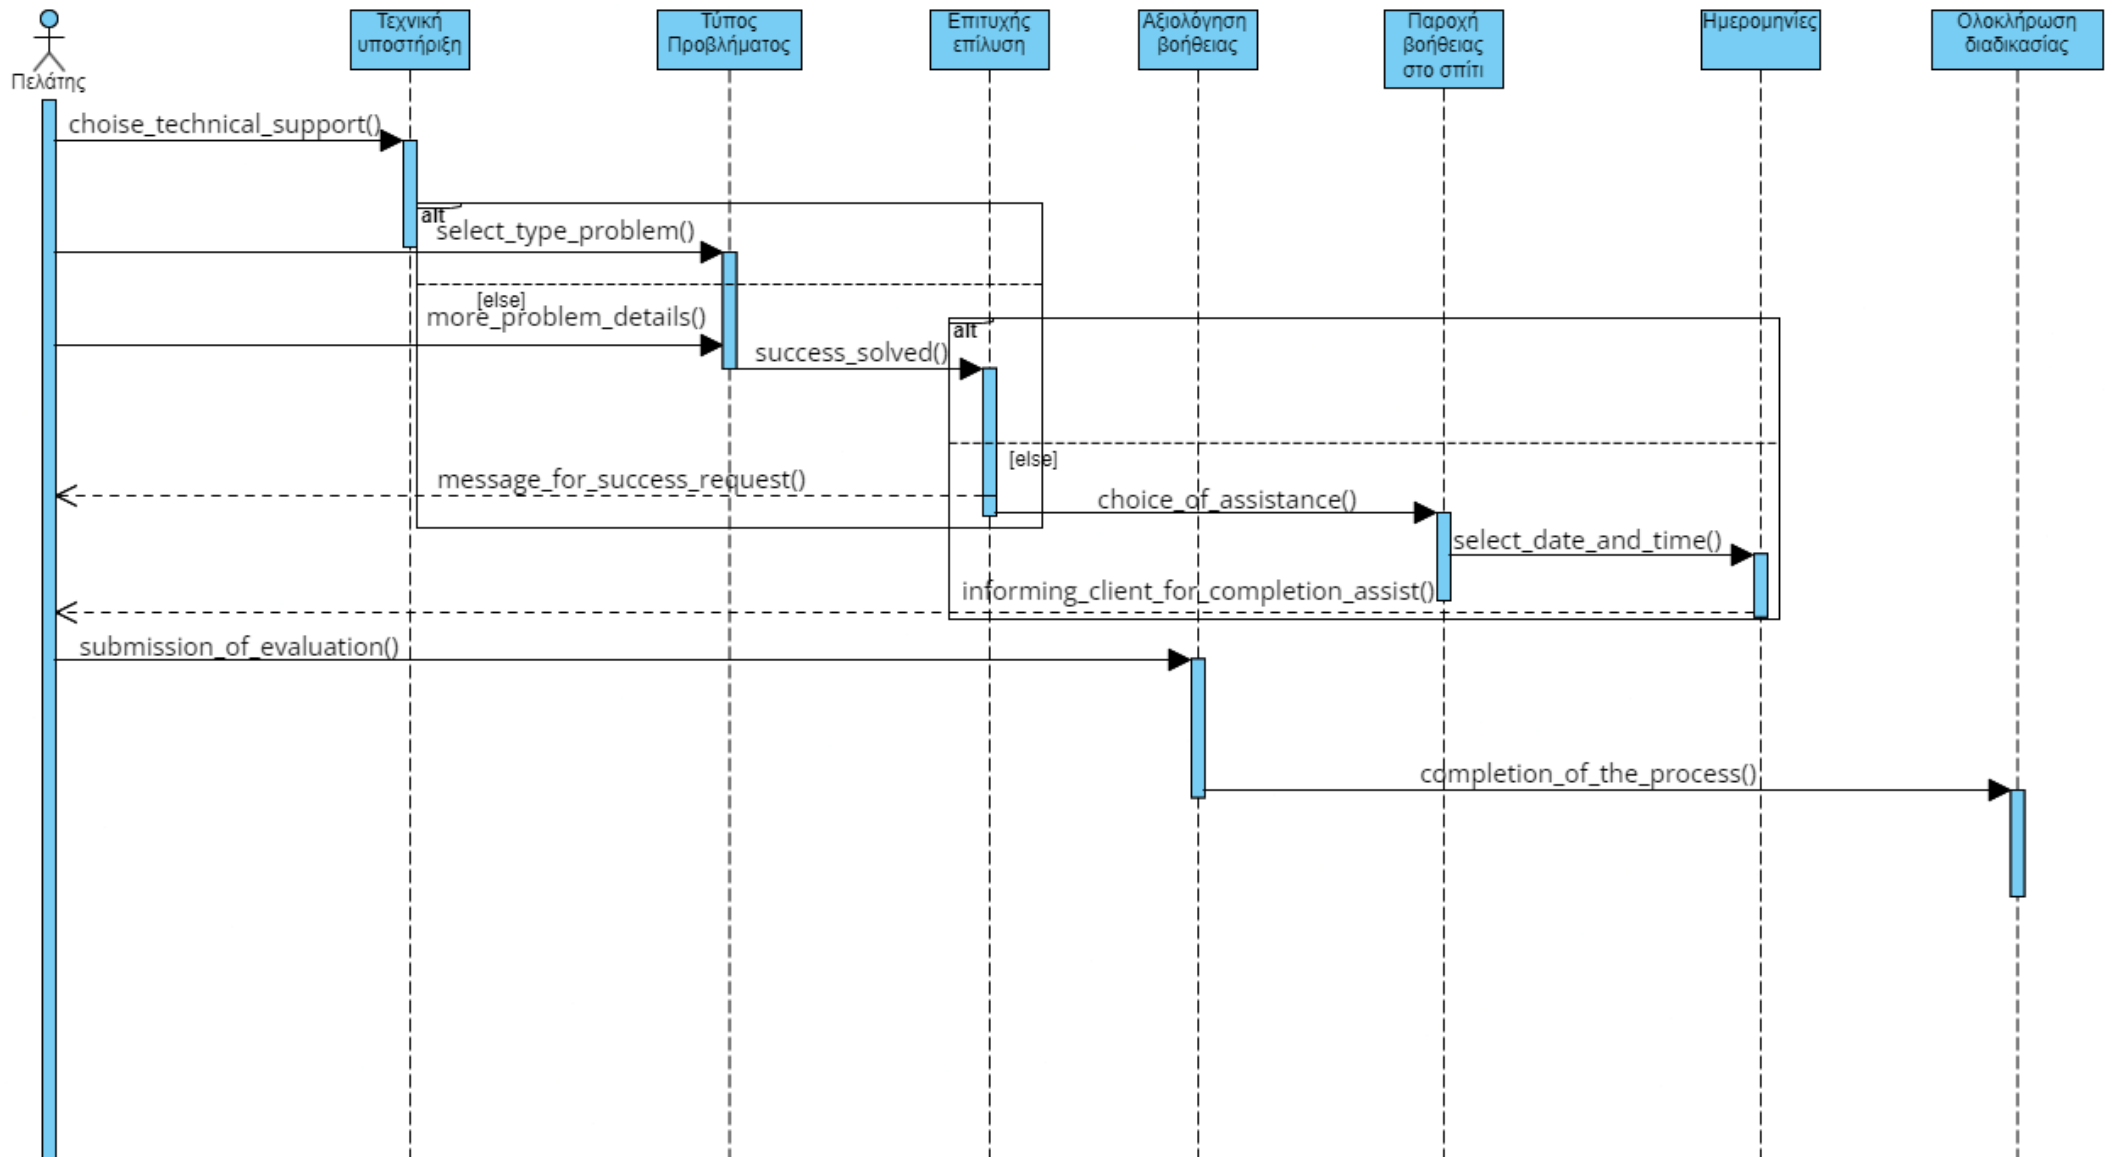 Πελάτης
Τεχνική
υποστήριξη
Τύπος
Προβλήματος
Επιτυχής
επίλυση
Αξιολόγηση
βοήθειας
Παροχή
βοήθειας
στο σπίτι
Ημερομηνίες
Ολοκλήρωση
διαδικασίας
choise_technical_support()
alt
select_type_problem()
[else]
more_problem_details()
alt
success_solved()
[else]
message_for_success_request()
choice_of_assistance()
select_date_and_time()
informing_client_for_completion_assist()
submission_of_evaluation()
completion_of_the_process()